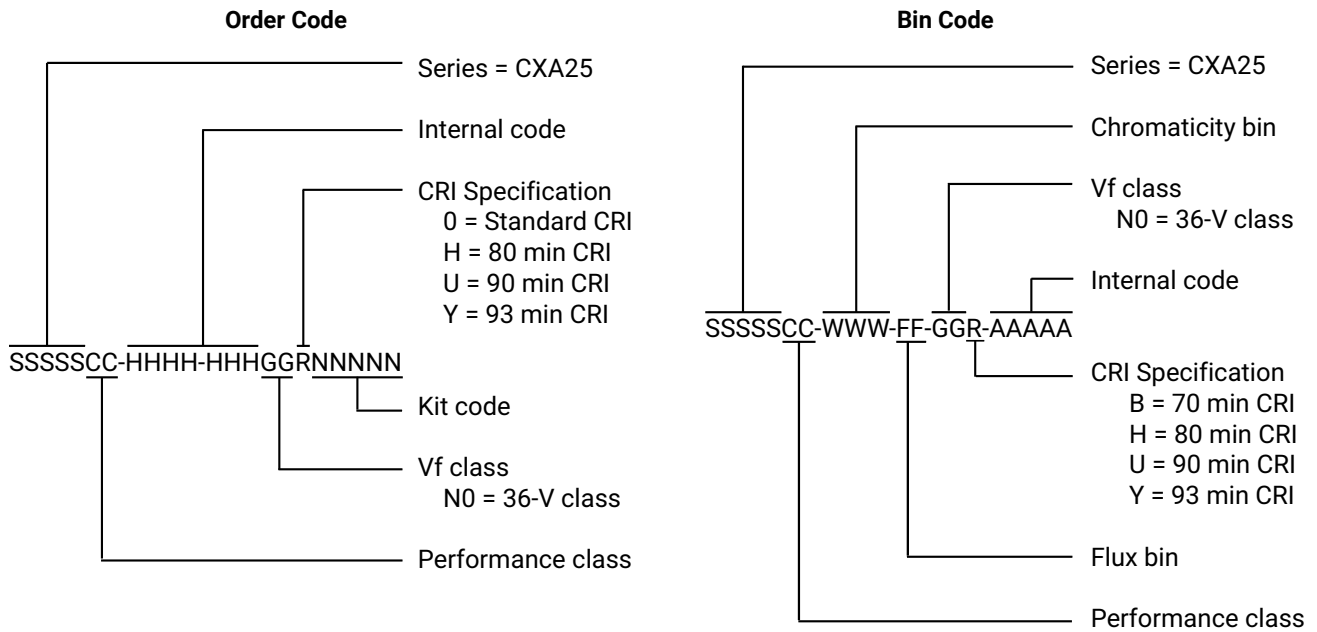 Order Code
Series = CXA25
Internal code
CRI Specification
0 = Standard CRI
H = 80 min CRI
U = 90 min CRI
Y = 93 min CRI
SSSSSCC-HHHH-HHHGGRNNNNN
Kit code
Vf class
N0 = 36-V class
Performance class
Bin Code
Series = CXA25
Chromaticity bin
Vf class
N0 = 36-V class
Internal code
SSSSSCC-WWW-FF-GGR-AAAAA
CRI Specification
B = 70 min CRI
H = 80 min CRI
U = 90 min CRI
Y = 93 min CRI
Flux bin
Performance class